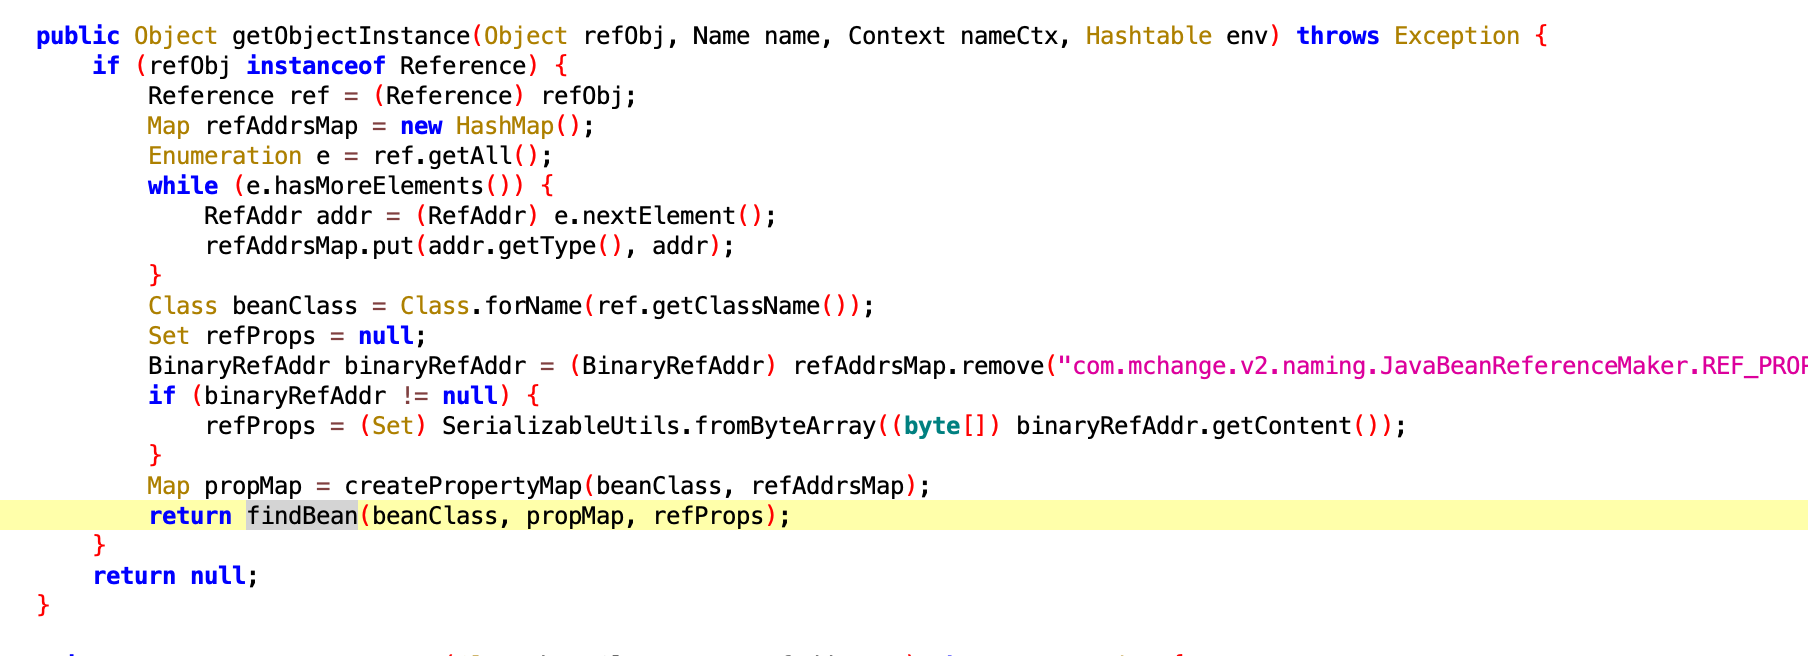 public Object getObjectInstance(Object refObj, Name name, Context nameCtx, Hashtable env) throws Exception {
if (refObj instanceof Reference) {
Reference ref = (Reference) refObj;
Map refAddrsMap = new HashMap();
Enumeration e = ref.getAll();
while (e.hasMoreElements()) {
RefAddr addr = (RefAddr) e.nextElement();
refAddrsMap.put(addr.getType(), addr);
}
Class beanClass = Class.forName(ref.getClassName());
Set refProps = null;
BinaryRefAddr binaryRefAddr = (BinaryRefAddr) refAddrsMap.remove("com.mchange.v2.naming.JavaBeanReferenceMaker.REF_PROP
if (binaryRefAddr != null) {
refProps = (Set) SerializableUtils.fromByteArray((byte[]) binaryRefAddr.getContent());
}
Map propMap = createPropertyMap(beanClass, refAddrsMap);
return findBean(beanClass, propMap, refProps);
}
return null;
}